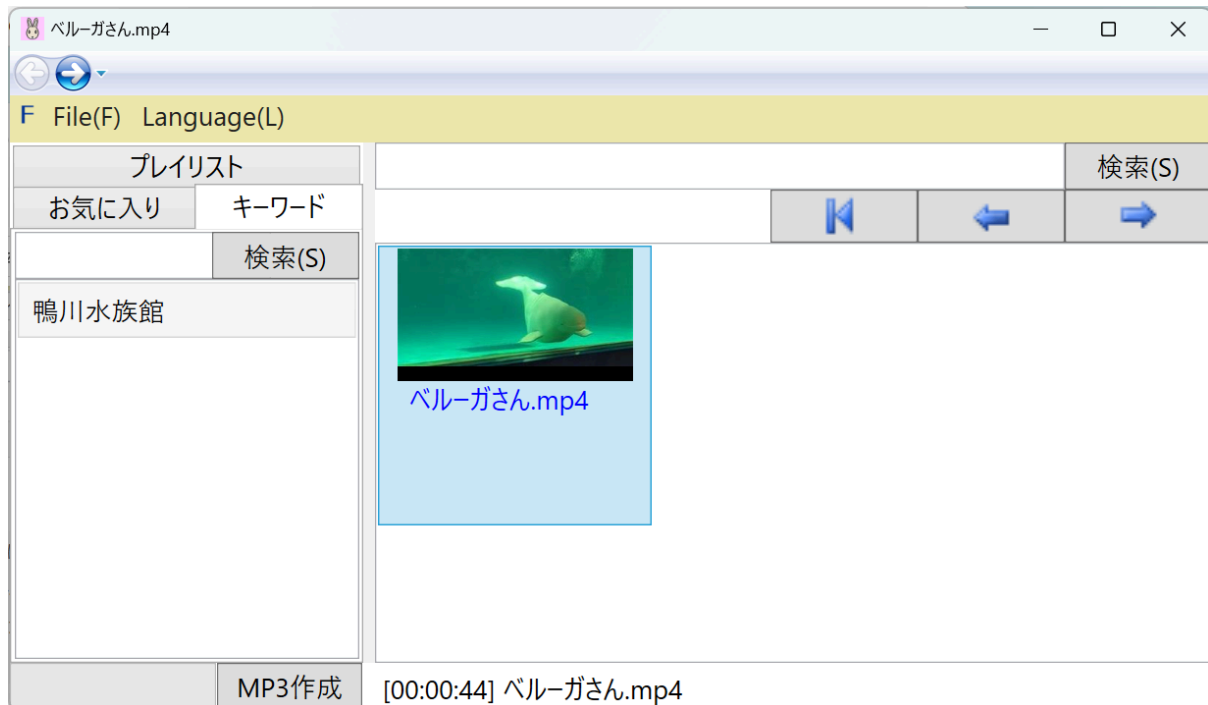 ベルーガさん.mp4
F File(F) Language(L)
プレイリスト
検索(S)
お気に入り キーワード
検索(S)
鴨川水族館
ベルーガさん.mp4
MP3作成
[00:00:44] ベルーガさん.mp4